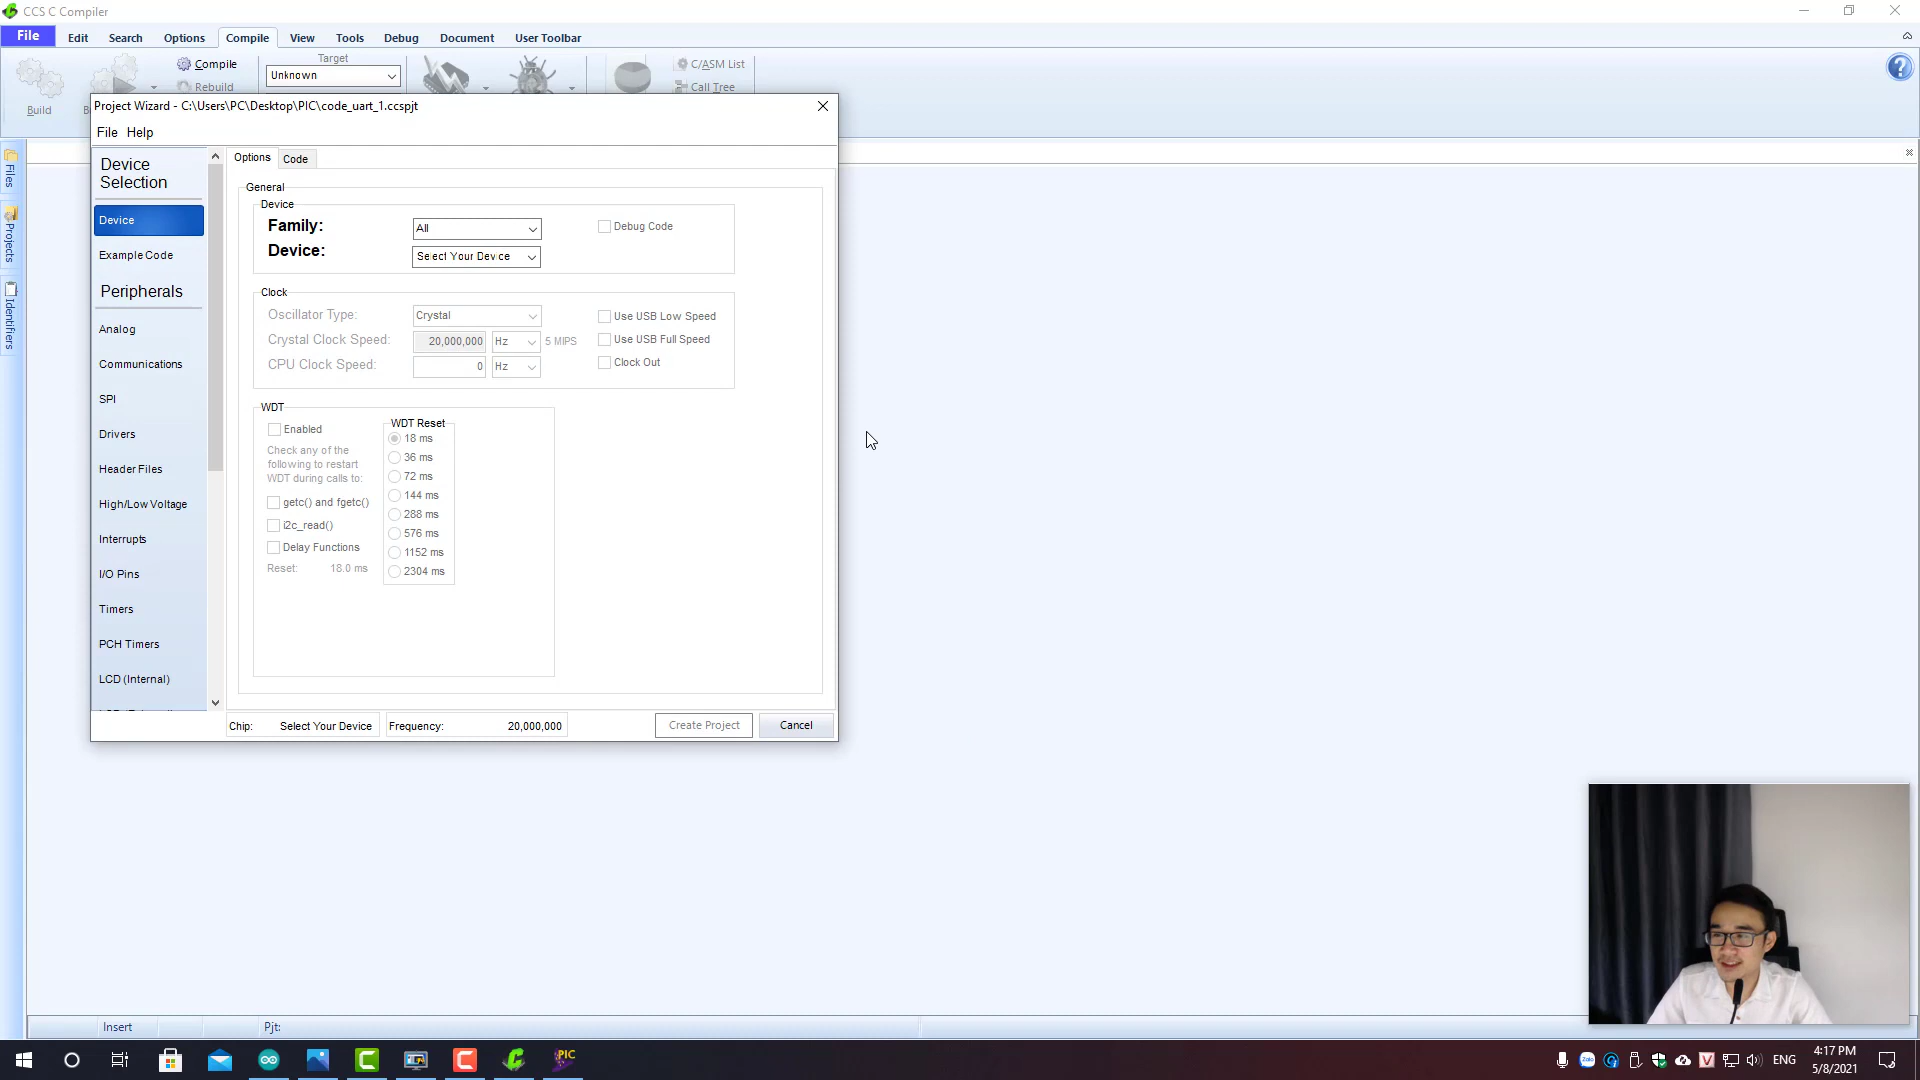 CCS C Compiler
File Edit Search Options Compile View Tools Debug Document User Toolbar
Target
Compile
Unknown
C/ASM List
Rebuild
Call Tree
Build
Project Wizard - C:\Users\PC\Desktop\PIC\code_uart_1.ccspjt
File Help
Files
Projects
Identifiers
Device
Selection
Device
Example Code
Peripherals
Analog
Communications
SPI
Drivers
Header Files
High/Low Voltage
Interrupts
I/O Pins
Timers
PCH Timers
LCD (Internal)
Options Code
General
Device
Family: All Debug Code
Device: Select Your Device
Clock
Oscillator Type: Crystal Use USB Low Speed
Crystal Clock Speed: 20,000,000 Hz 5 MIPS Use USB Full Speed
CPU Clock Speed: 0 Hz Clock Out
WDT
Enabled
Check any of the
following to restart
WDT during calls to:
getc() and fgetc()
i2c_read()
Delay Functions
Reset: 18.0 ms
WDT Reset
18 ms
36 ms
72 ms
144 ms
288 ms
576 ms
1152 ms
2304 ms
Chip: Select Your Device Frequency: 20,000,000 Create Project Cancel
Insert Pjt:
PIC
Zalo
ENG
4:17 PM
5/8/2021